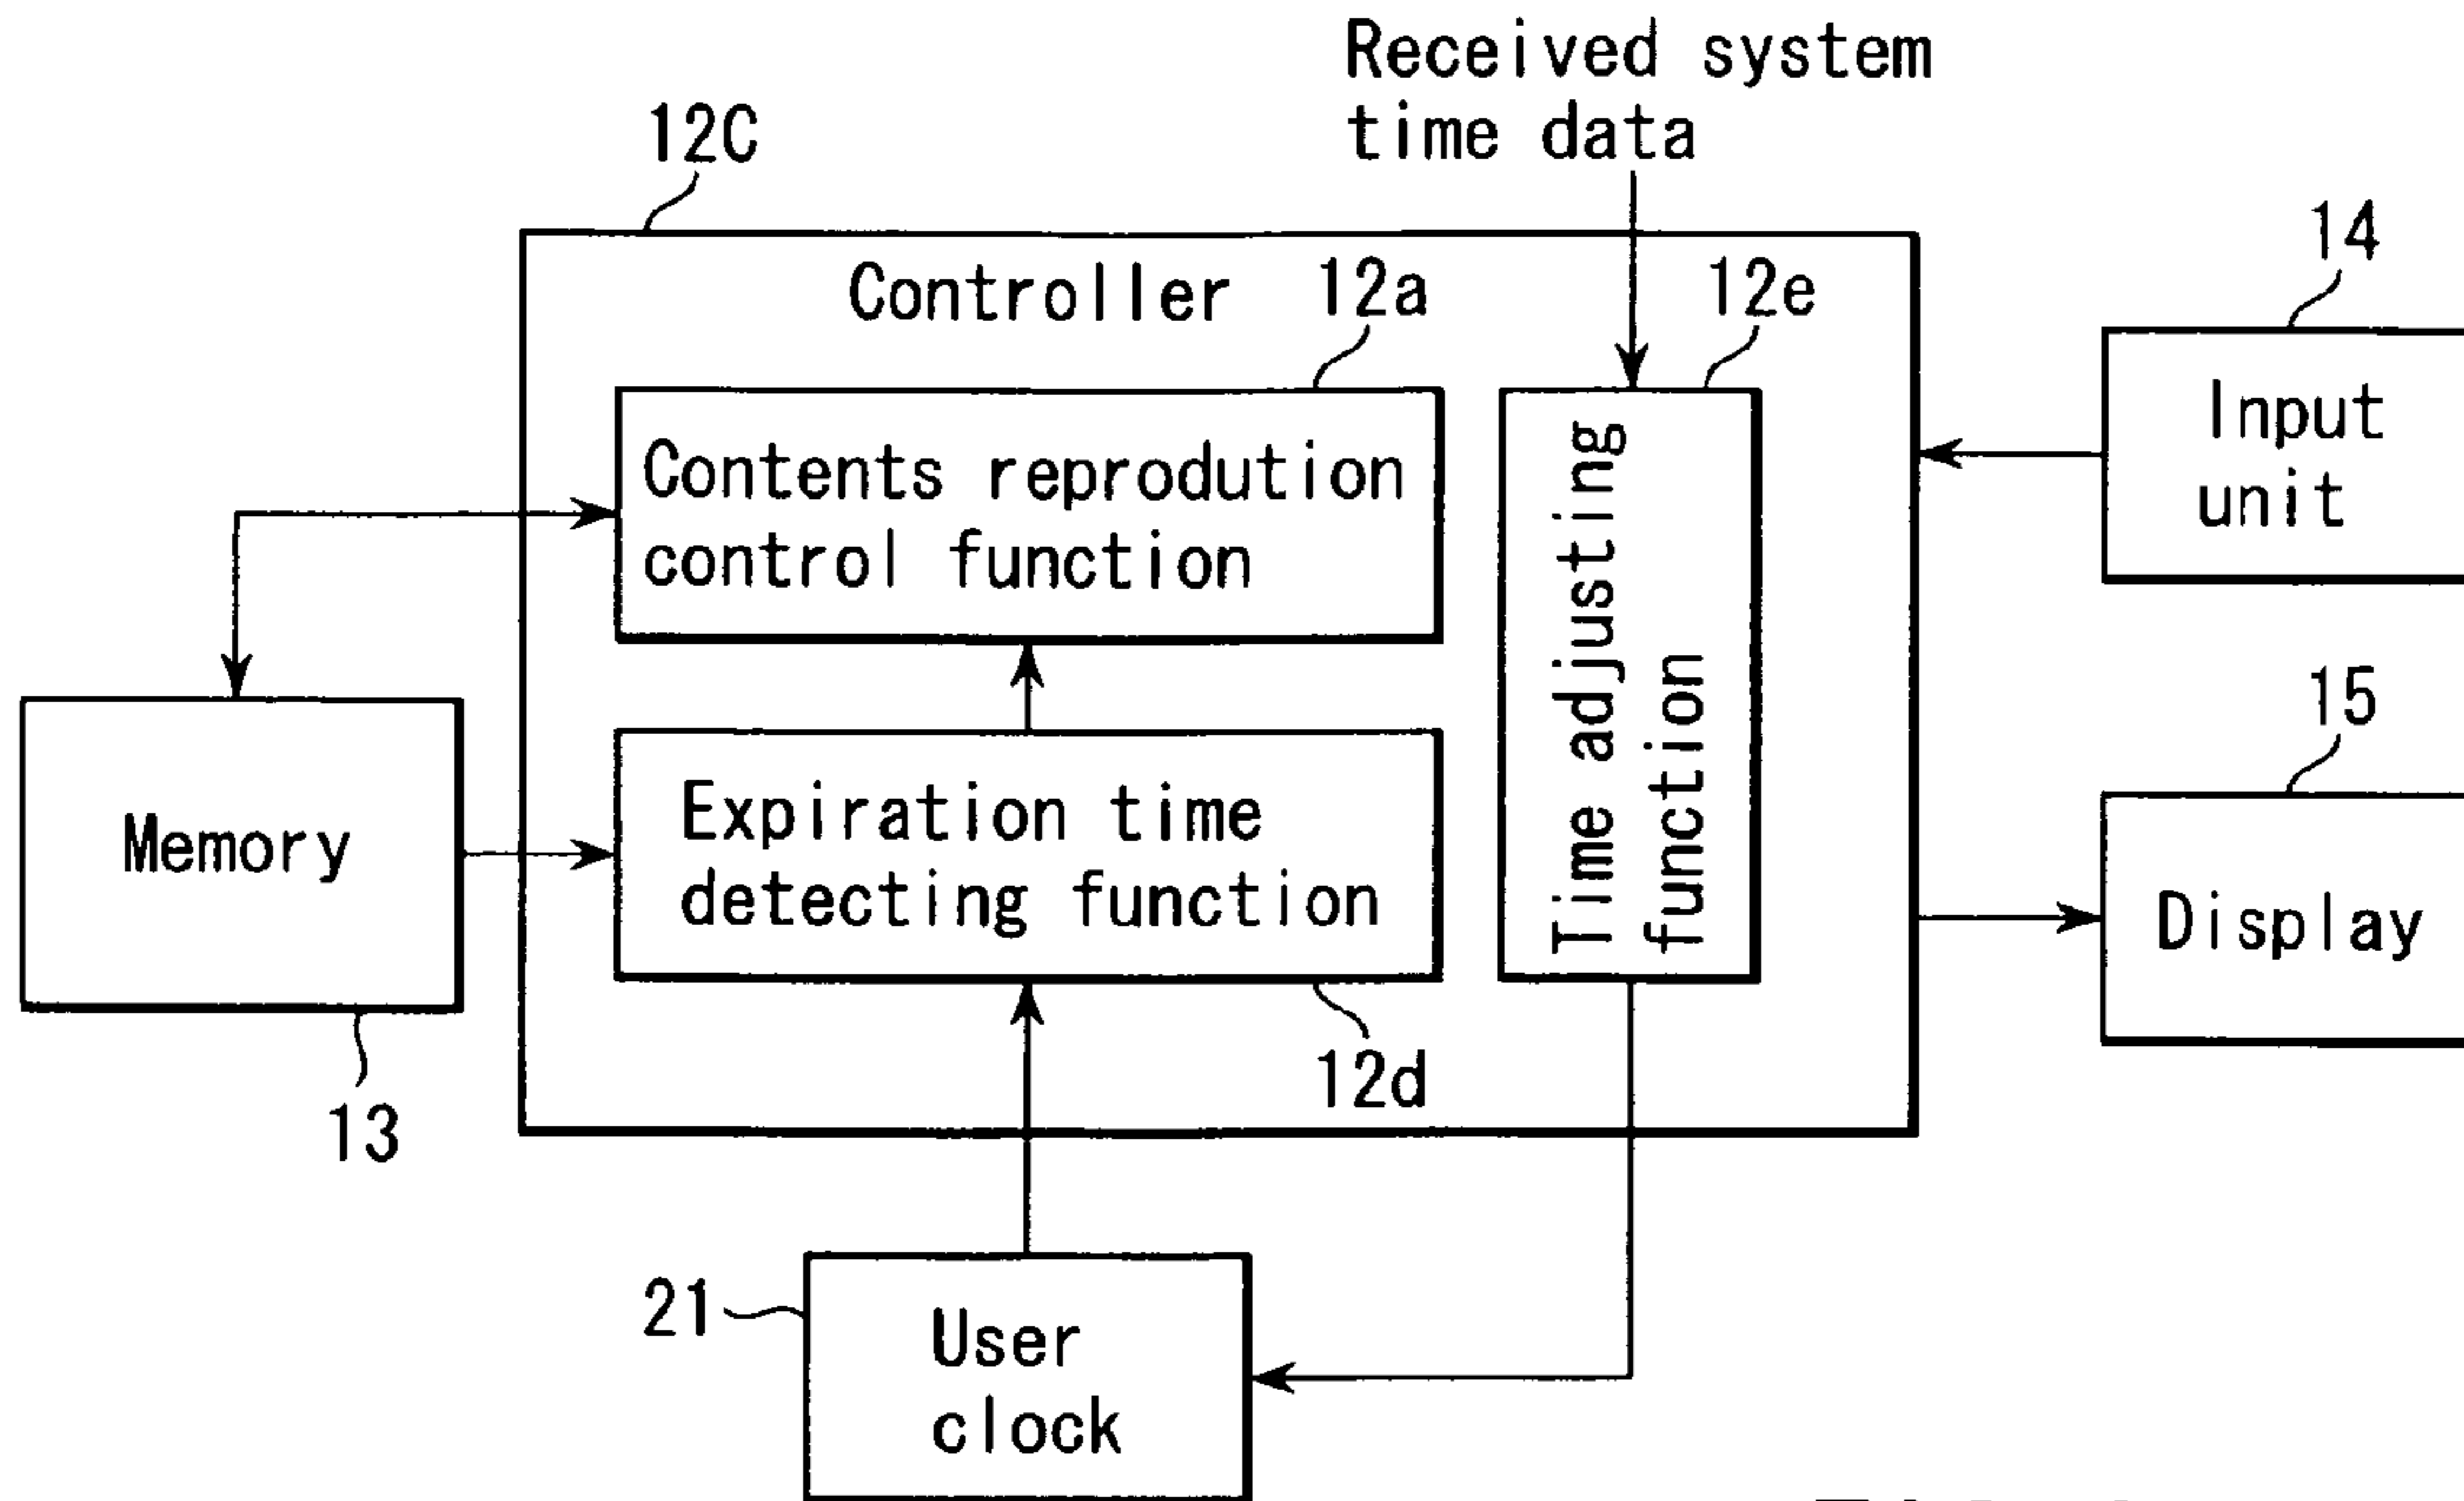 Received system
time data
12C
Controller
12a
12e
14
Contents reprodution
control function
Time adjusting
function
Input
unit
Expiration time
detecting function
Memory
15
Display
12d
13
21
User
clock